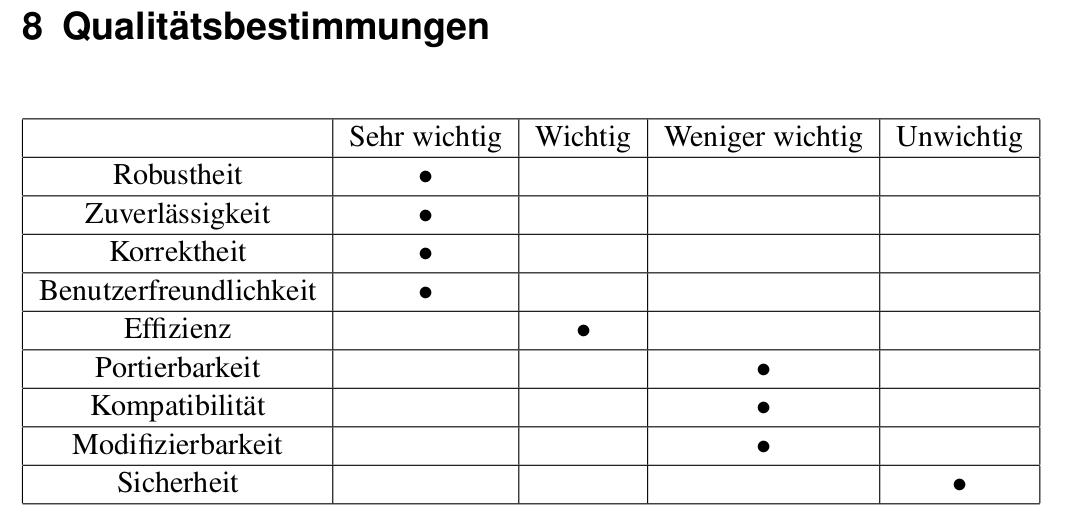 8 Qualitätsbestimmungen
Sehr wichtig Wichtig Weniger wichtig Unwichtig
Robustheit •
Zuverlässigkeit •
Korrektheit •
Benutzerfreundlichkeit •
Effizienz •
Portierbarkeit •
Kompatibilität •
Modifizierbarkeit •
Sicherheit •